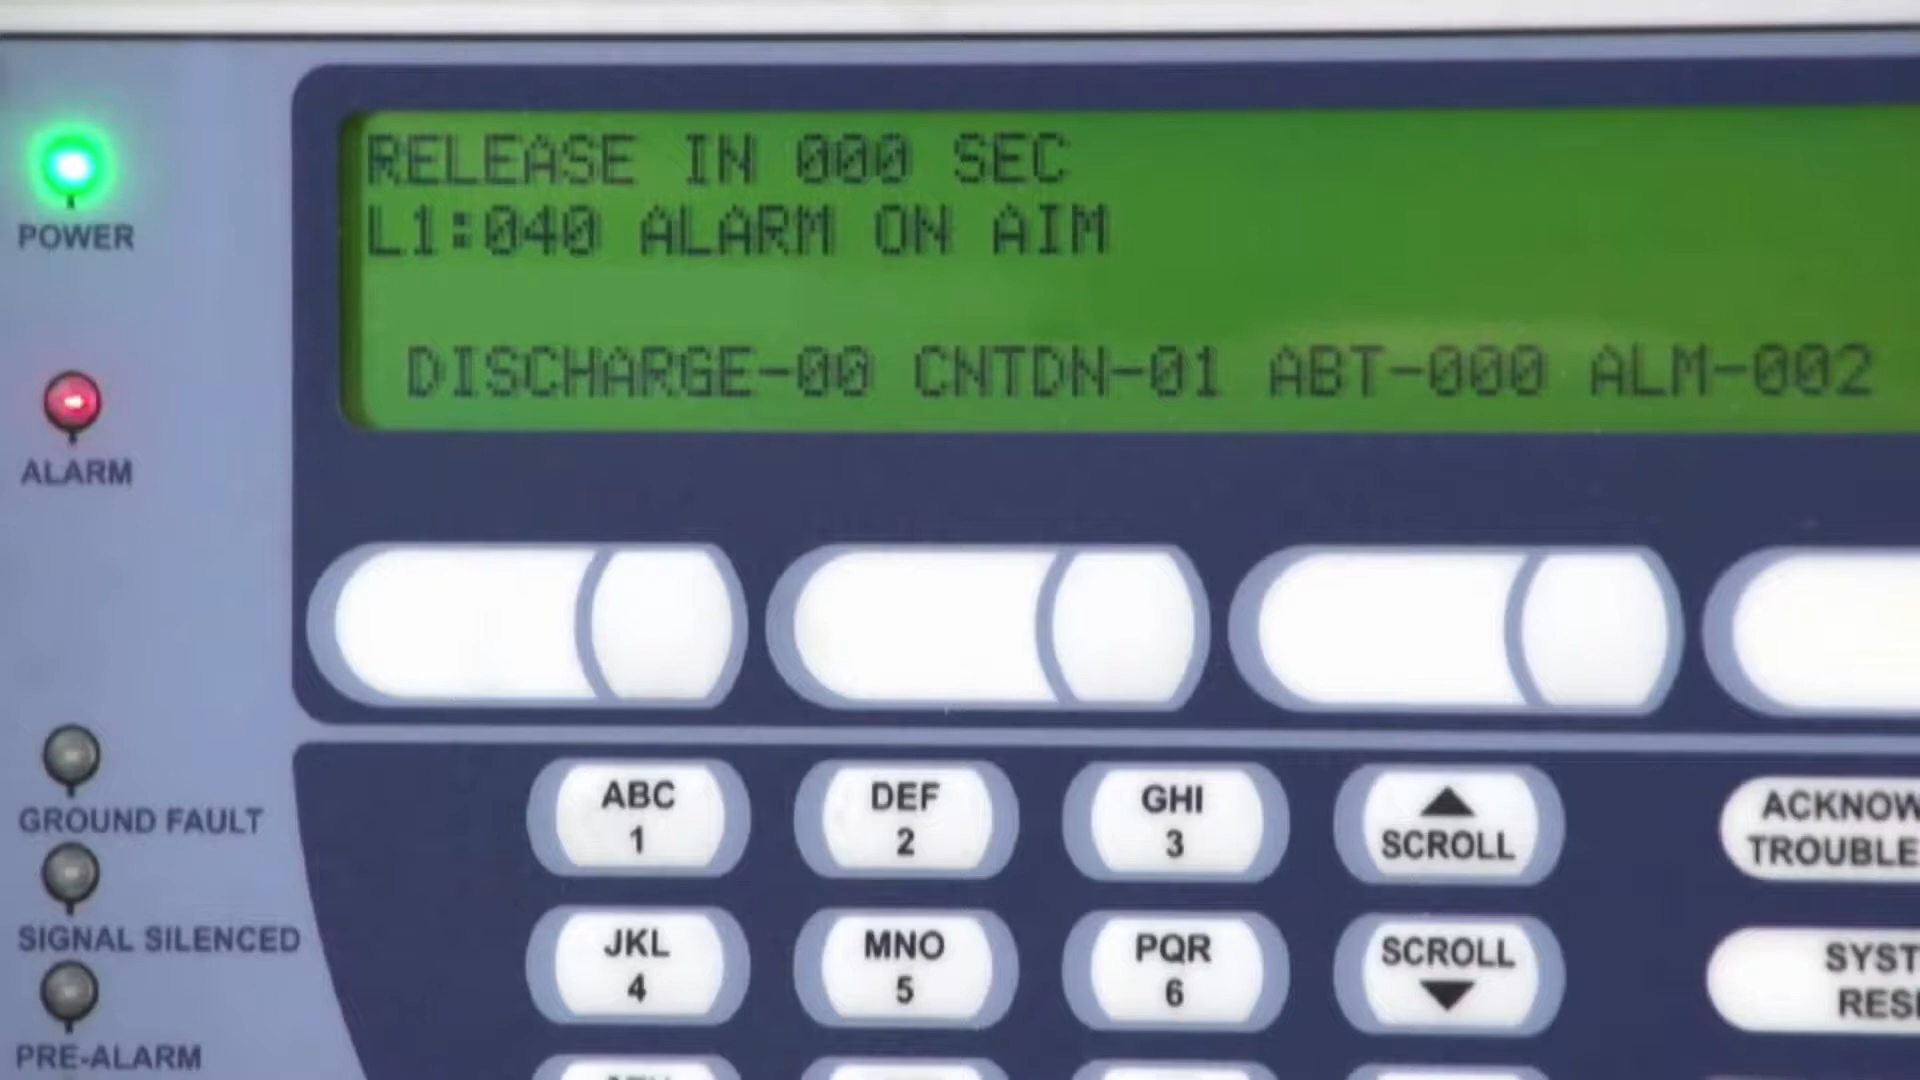 RELEASE IN 000 SEC
L1:040 ALARM ON AIM
DISCHARGE-00 CNTDN-01 ABT-000 ALM-002
POWER
ALARM
GROUND FAULT
SIGNAL SILENCED
PRE-ALARM
ABC
1
DEF
2
GHI
3
SCROLL
ACKNOW
TROUBLE
JKL
4
MNO
5
PQR
6
SCROLL
SYST
RES